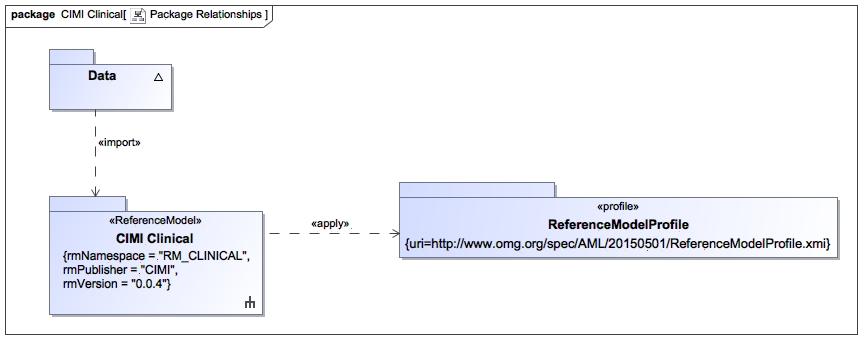 package CIMI Clinical[ Package Relationships ]
Data
«import»
«ReferenceModel»
CIMI Clinical
{rmNamespace = "RM_CLINICAL",
rmPublisher = "CIMI",
rmVersion = "0.0.4"}
«apply»
«profile»
ReferenceModelProfile
{uri=http://www.omg.org/spec/AML/20150501/ReferenceModelProfile.xmi}